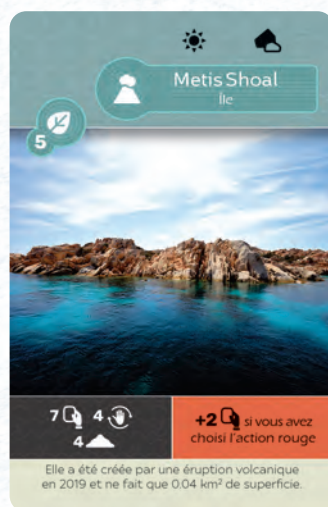 Metis Shoal
Île
5
7 4
4
+2 si vous avez
choisi l'action rouge
Elle a été créée par une éruption volcanique
en 2019 et ne fait que 0.04 km² de superficie.